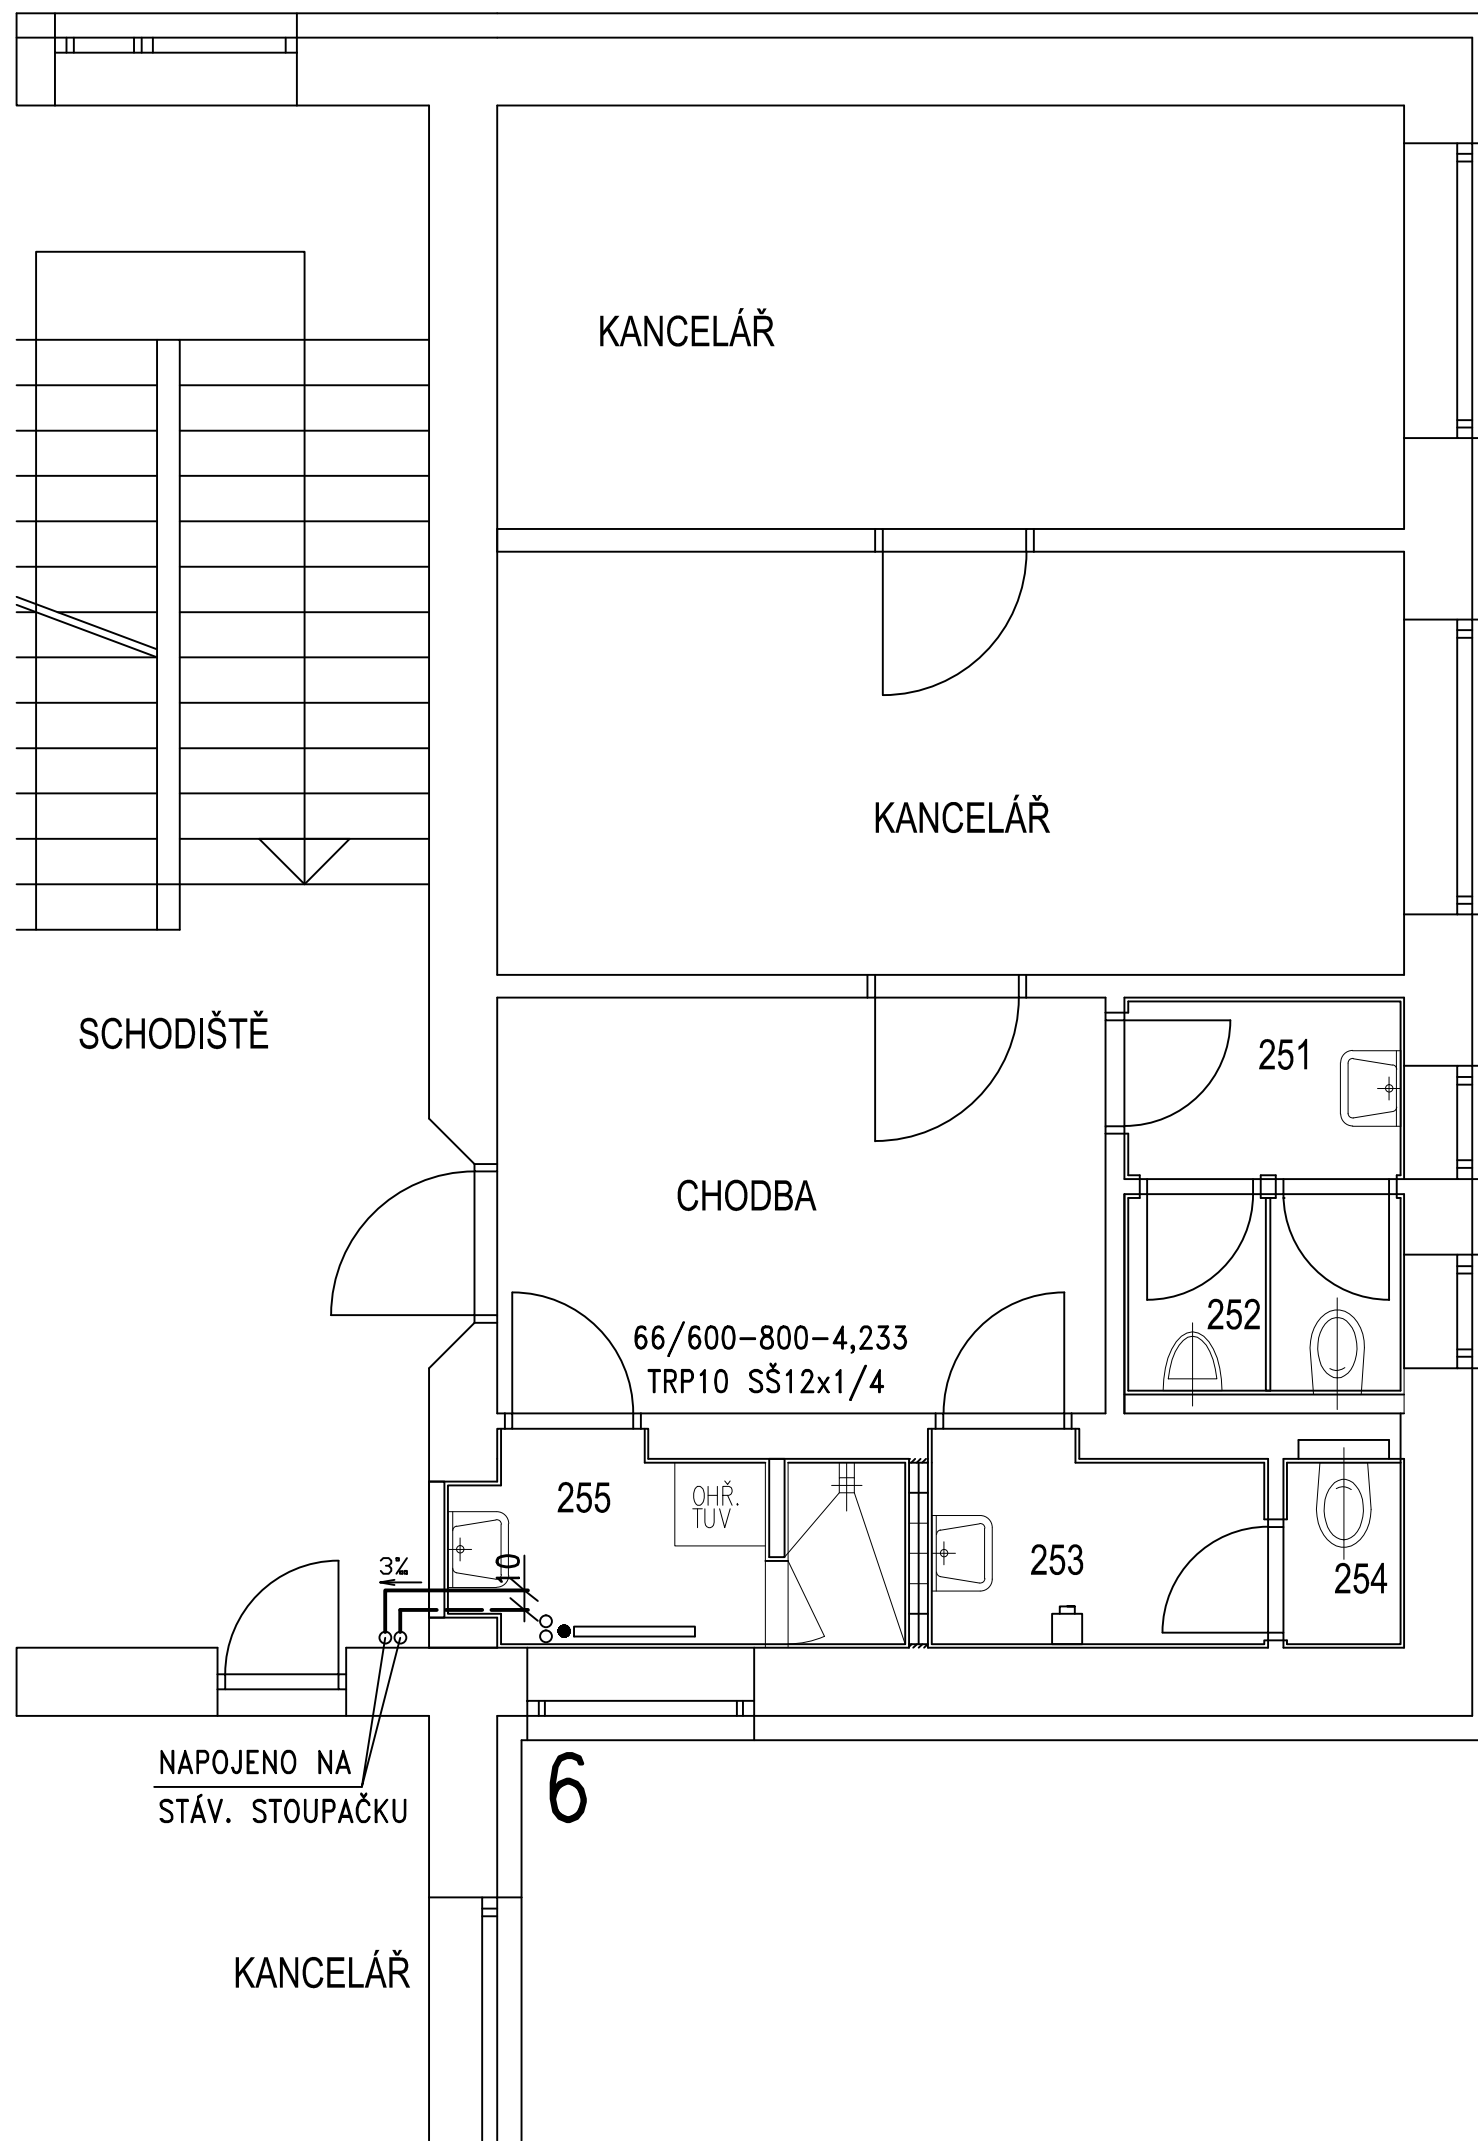 KANCELÁŘ
KANCELÁŘ
SCHODIŠTĚ
251
CHODBA
252
66/600-800-4,233
TRP10 SŠ12x1/4
255
OHŘ.
TUV
253
254
3‰
10
NAPOJENO NA
STÁV. STOUPAČKU
6
KANCELÁŘ